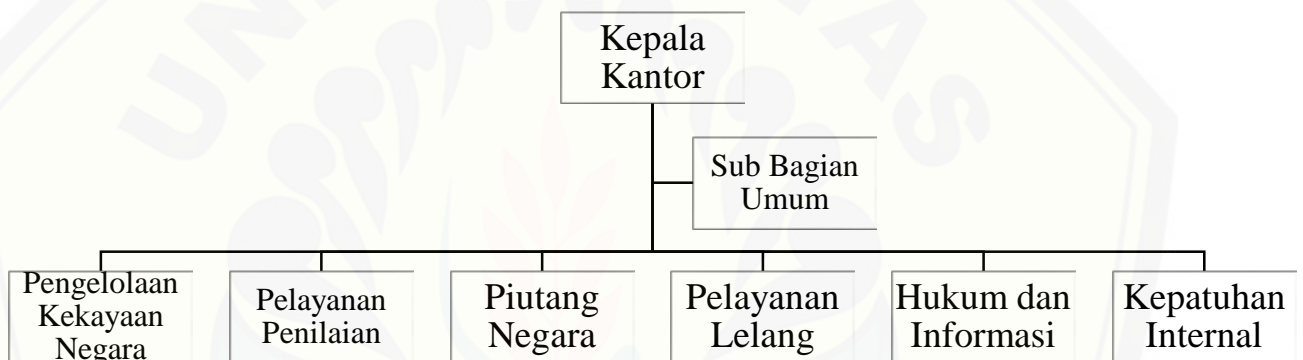 Kepala
Kantor
Sub Bagian
Umum
Pengelolaan
Kekayaan
Negara
Pelayanan
Penilaian
Piutang
Negara
Pelayanan
Lelang
Hukum dan
Informasi
Kepatuhan
Internal